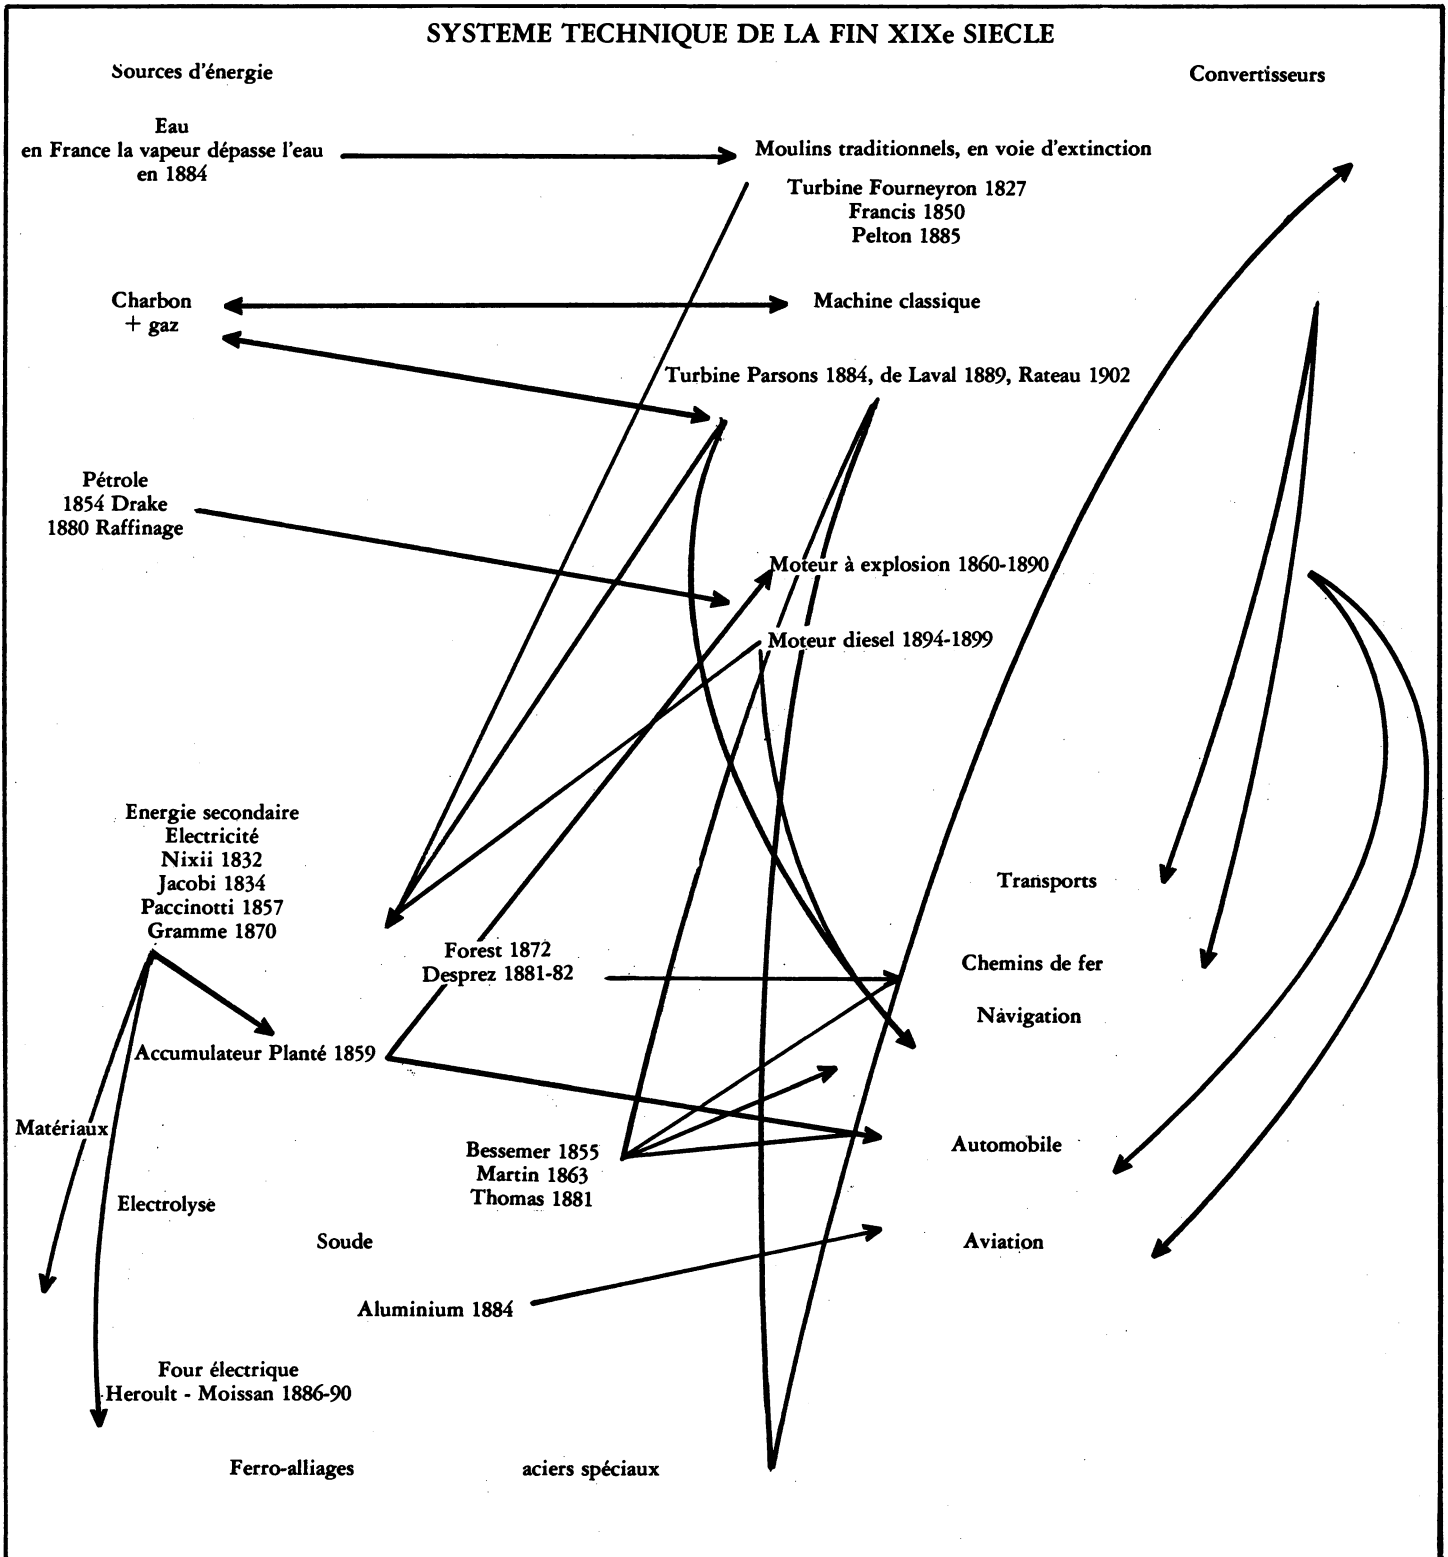 SYSTEME TECHNIQUE DE LA FIN XIXe SIECLE
Sources d'énergie
Convertisseurs
Eau
en France la vapeur dépasse l'eau
en 1884
Moulins traditionnels, en voie d'extinction
Turbine Fourneyron 1827
Francis 1850
Pelton 1885
Charbon
+ gaz
Machine classique
Turbine Parsons 1884, de Laval 1889, Rateau 1902
Pétrole
1854 Drake
1880 Raffinage
Moteur à explosion 1860-1890
Moteur diesel 1894-1899
Energie secondaire
Electricité
Nixii 1832
Jacobi 1834
Paccinotti 1857
Gramme 1870
Transports
Forest 1872
Desprez 1881-82
Chemins de fer
Navigation
Accumulateur Planté 1859
Matériaux
Bessemer 1855
Martin 1863
Thomas 1881
Automobile
Electrolyse
Soude
Aviation
Aluminium 1884
Four électrique
Heroult - Moissan 1886-90
Ferro-alliages
aciers spéciaux